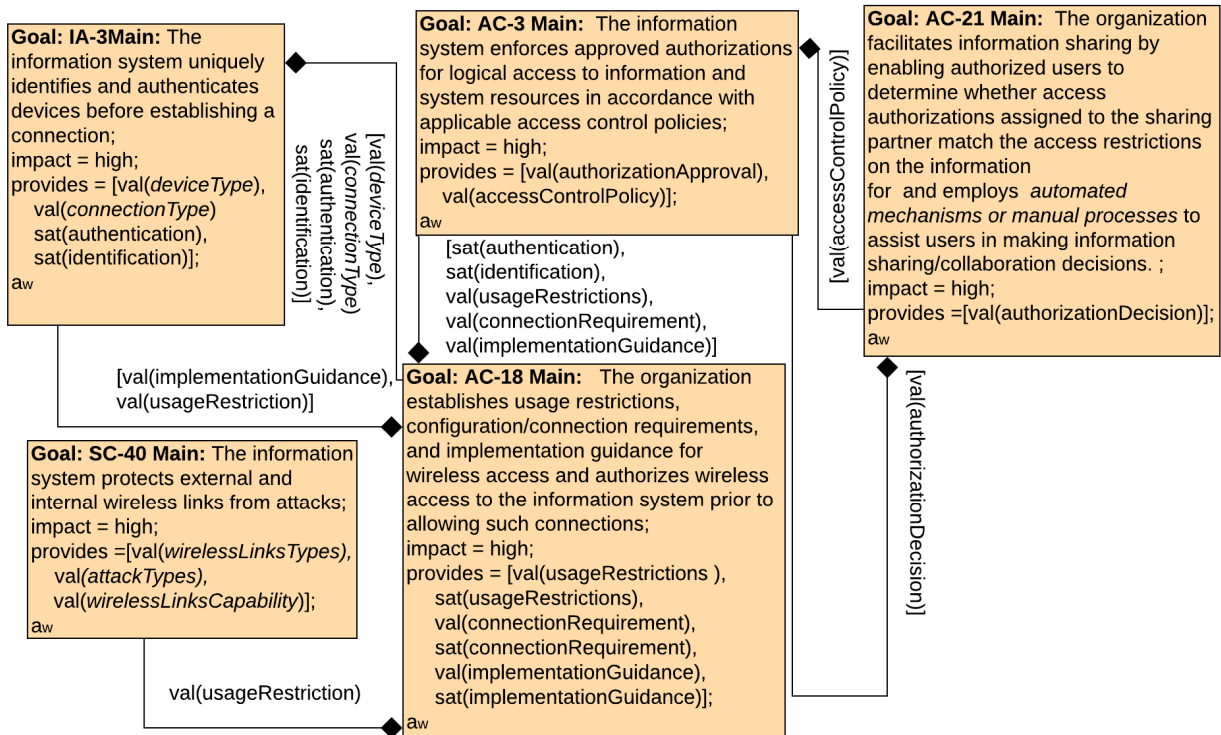 Goal: IA-3Main: The
information system uniquely
identifies and authenticates
devices before establishing a
connection;
impact = high;
provides = [val(deviceType),
val(connectionType)
sat(authentication),
sat(identification)];
aw
[val(deviceType),
val(connectionType)
sat(authentication),
sat(identification)]
Goal: AC-3 Main: The information
system enforces approved authorizations
for logical access to information and
system resources in accordance with
applicable access control policies;
impact = high;
provides = [val(authorizationApproval),
val(accessControlPolicy)];
aw
[val(accessControlPolicy)]
Goal: AC-21 Main: The organization
facilitates information sharing by
enabling authorized users to
determine whether access
authorizations assigned to the sharing
partner match the access restrictions
on the information
for and employs automated
mechanisms or manual processes to
assist users in making information
sharing/collaboration decisions. ;
impact = high;
provides =[val(authorizationDecision)];
aw
[sat(authentication),
sat(identification),
val(usageRestrictions),
val(connectionRequirement),
val(implementationGuidance)]
[val(implementationGuidance),
val(usageRestriction)]
Goal: SC-40 Main: The information
system protects external and
internal wireless links from attacks;
impact = high;
provides =[val(wirelessLinksTypes),
val(attackTypes),
val(wirelessLinksCapability)];
aw
val(usageRestriction)
Goal: AC-18 Main: The organization
establishes usage restrictions,
configuration/connection requirements,
and implementation guidance for
wireless access and authorizes wireless
access to the information system prior to
allowing such connections;
impact = high;
provides = [val(usageRestrictions ),
sat(usageRestrictions),
val(connectionRequirement),
sat(connectionRequirement),
val(implementationGuidance),
sat(implementationGuidance)];
aw
[val(authorizationDecision)]